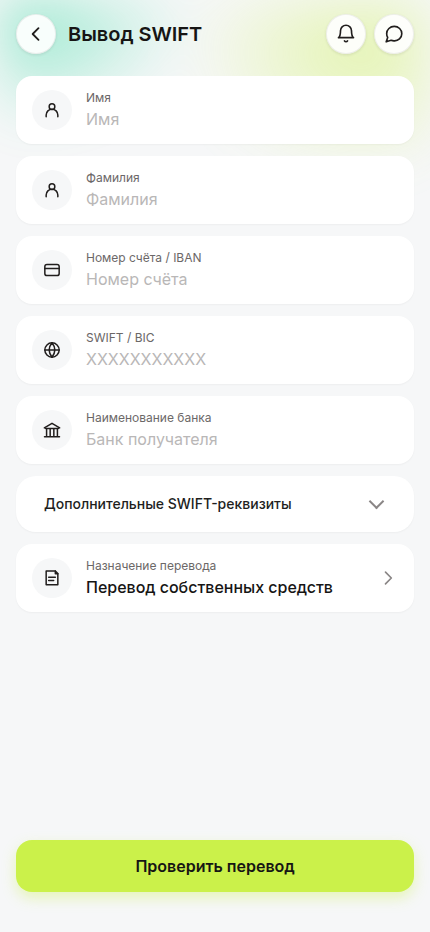 Вывод SWIFT
Имя
Имя
Фамилия
Фамилия
Номер счёта / IBAN
Номер счёта
SWIFT / BIC
XXXXXXXXXXX
Наименование банка
Банк получателя
Дополнительные SWIFT-реквизиты
Назначение перевода
Перевод собственных средств
Проверить перевод